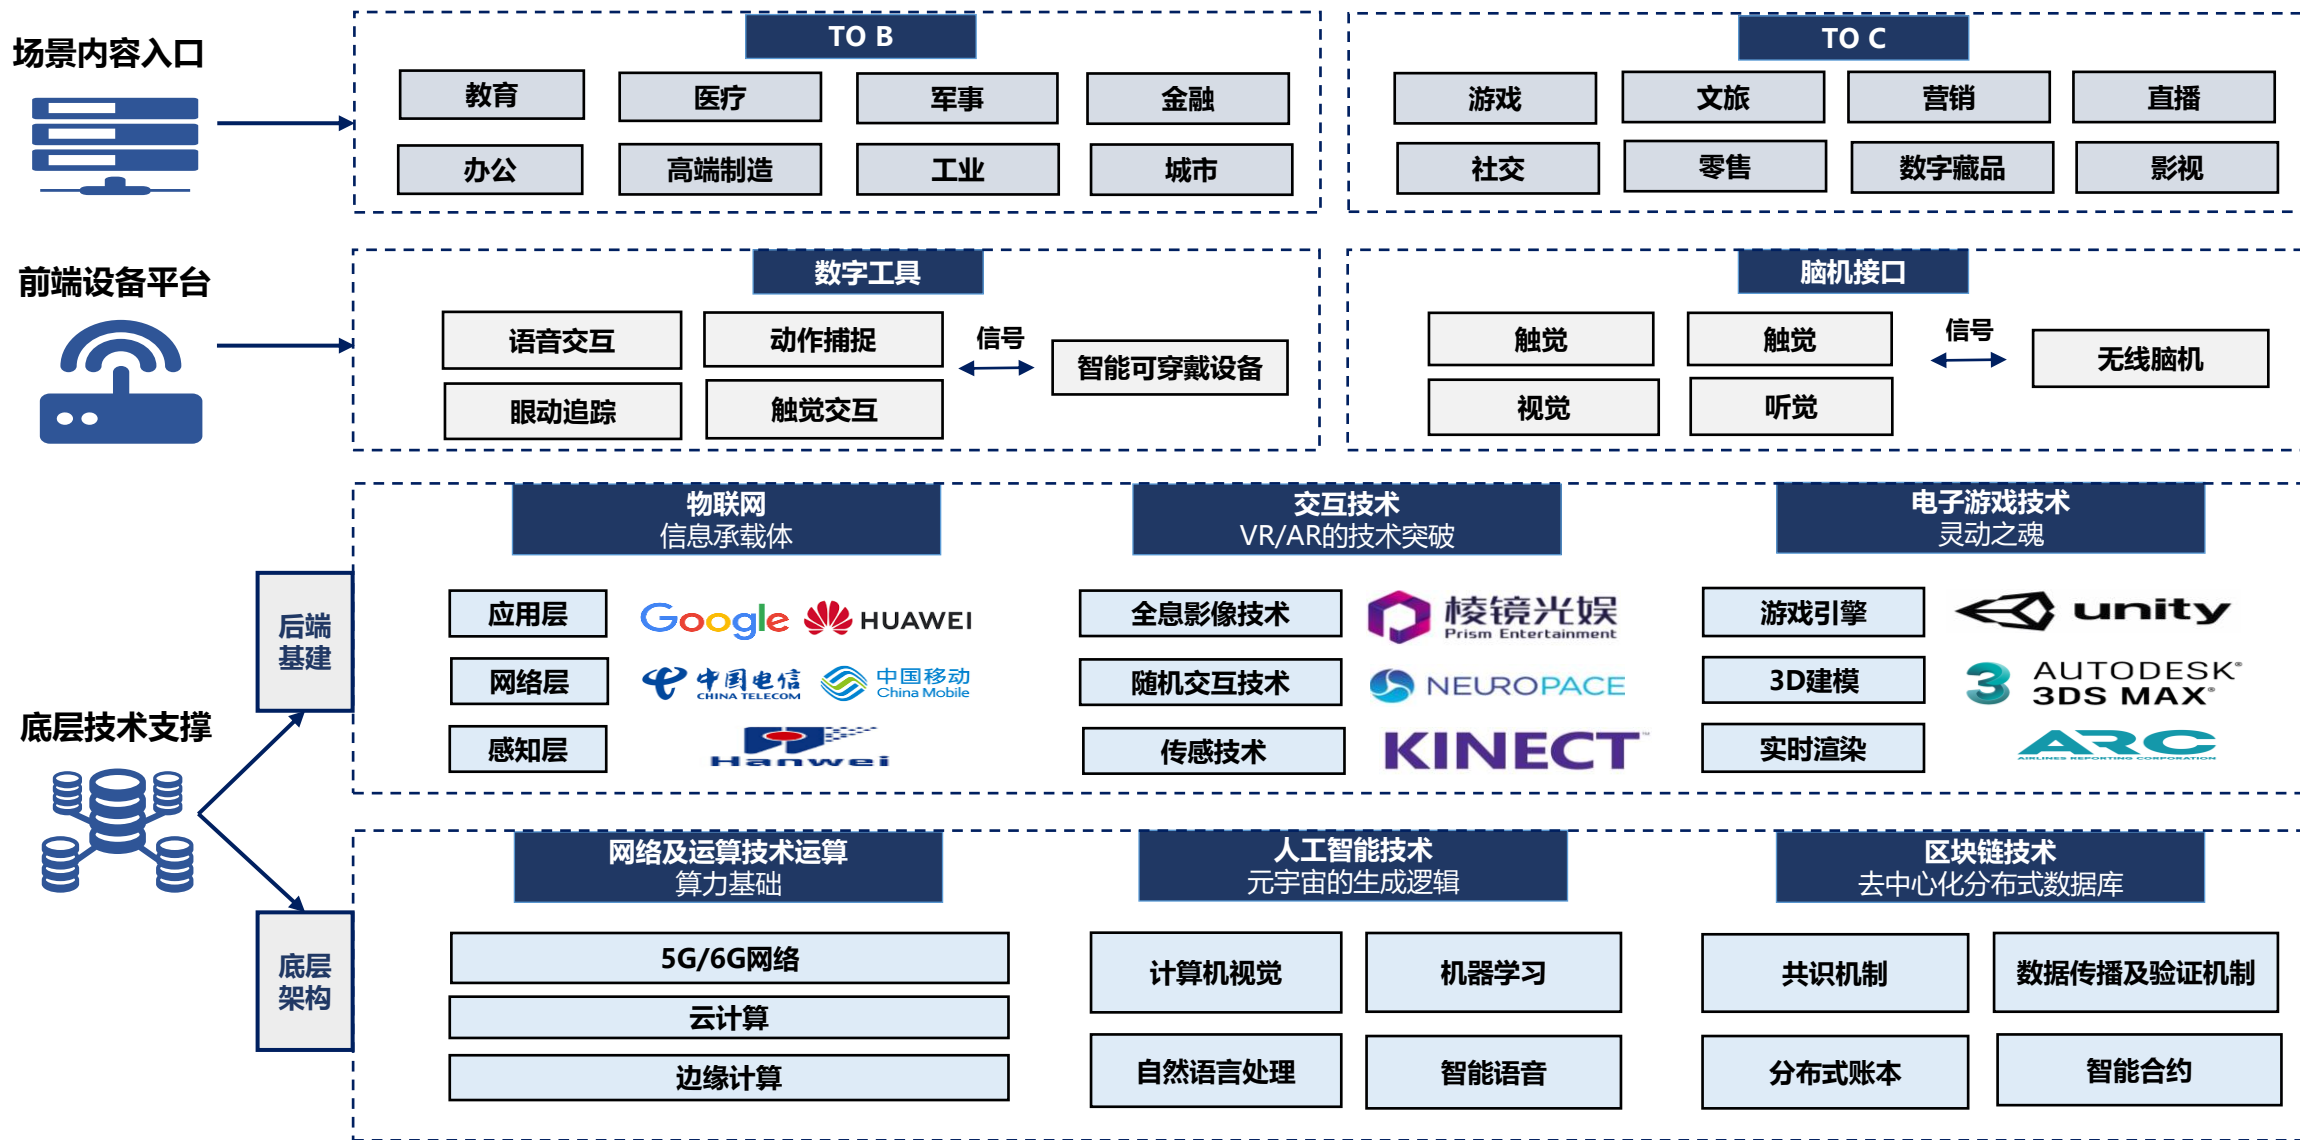 场景内容入口
TO B
教育
医疗
军事
金融
办公
高端制造
工业
城市
TO C
游戏
文旅
营销
直播
社交
零售
数字藏品
影视
前端设备平台
数字工具
语音交互
动作捕捉
眼动追踪
触觉交互
信号
智能可穿戴设备
脑机接口
触觉
触觉
视觉
听觉
信号
无线脑机
底层技术支撑
后端
基建
物联网
信息承载体
应用层
Google
HUAWEI
网络层
中国电信
CHINA TELECOM
中国移动
China Mobile
感知层
Hanwei
交互技术
VR/AR的技术突破
全息影像技术
棱镜光娱
Prism Entertainment
随机交互技术
NEUROPACE
传感技术
KINECT™
电子游戏技术
灵动之魂
游戏引擎
unity
3D建模
3
AUTODESK®
3DS MAX®
实时渲染
ARC
AIRLINES REPORTING CORPORATION
底层
架构
网络及运算技术运算
算力基础
5G/6G网络
云计算
边缘计算
人工智能技术
元宇宙的生成逻辑
计算机视觉
机器学习
自然语言处理
智能语音
区块链技术
去中心化分布式数据库
共识机制
数据传播及验证机制
分布式账本
智能合约